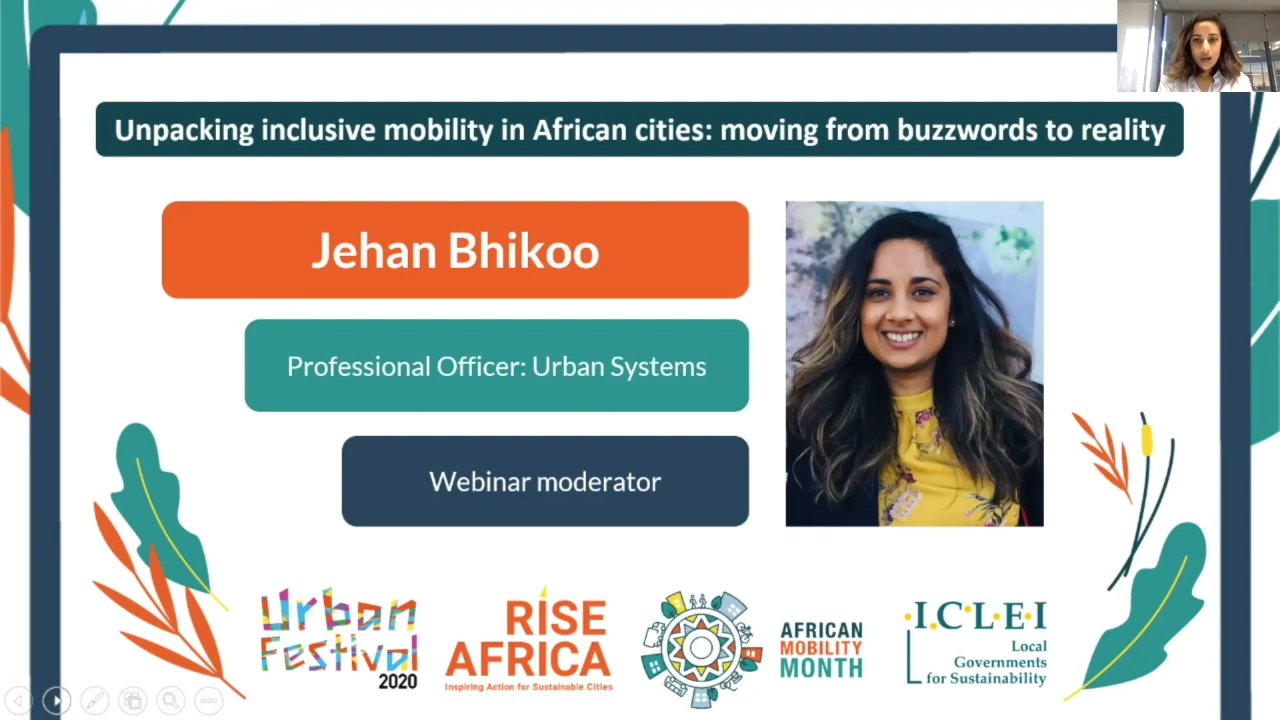 Unpacking inclusive mobility in African cities: moving from buzzwords to reality
Jehan Bhikoo
Professional Officer: Urban Systems
Webinar moderator
Urban
Festival
2020
RISE
AFRICA
Inspiring Action for Sustainable Cities
AFRICAN
MOBILITY
MONTH
I.C.L.E.I
Local
Governments
for Sustainability